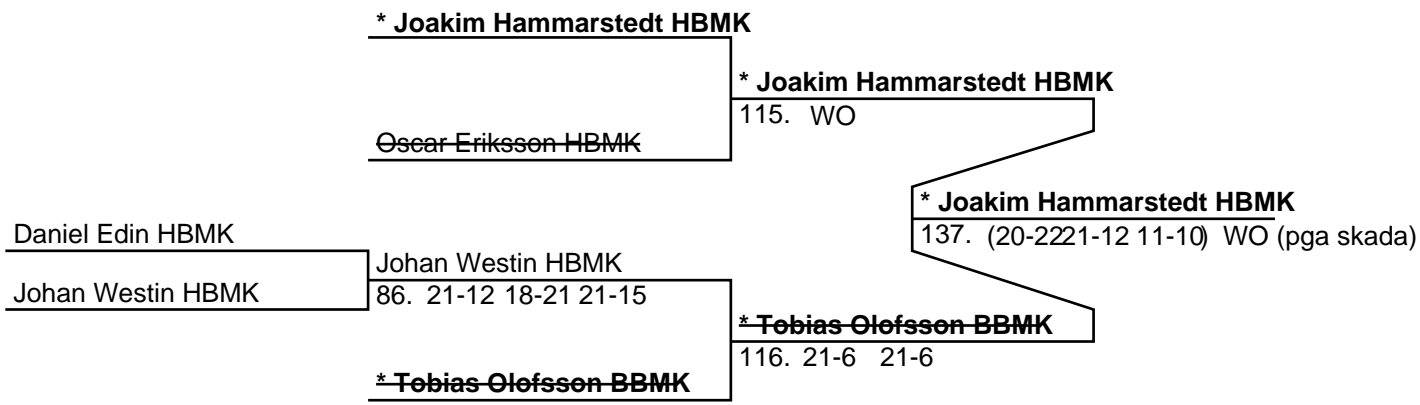 * Joakim Hammarstedt HBMK
* Joakim Hammarstedt HBMK
115. WO
Oscar Eriksson HBMK
* Joakim Hammarstedt HBMK
137. (20-22 21-12 11-10) WO (pga skada)
Daniel Edin HBMK
Johan Westin HBMK
Johan Westin HBMK
86. 21-12 18-21 21-15
* Tobias Olofsson BBMK
116. 21-6 21-6
* Tobias Olofsson BBMK